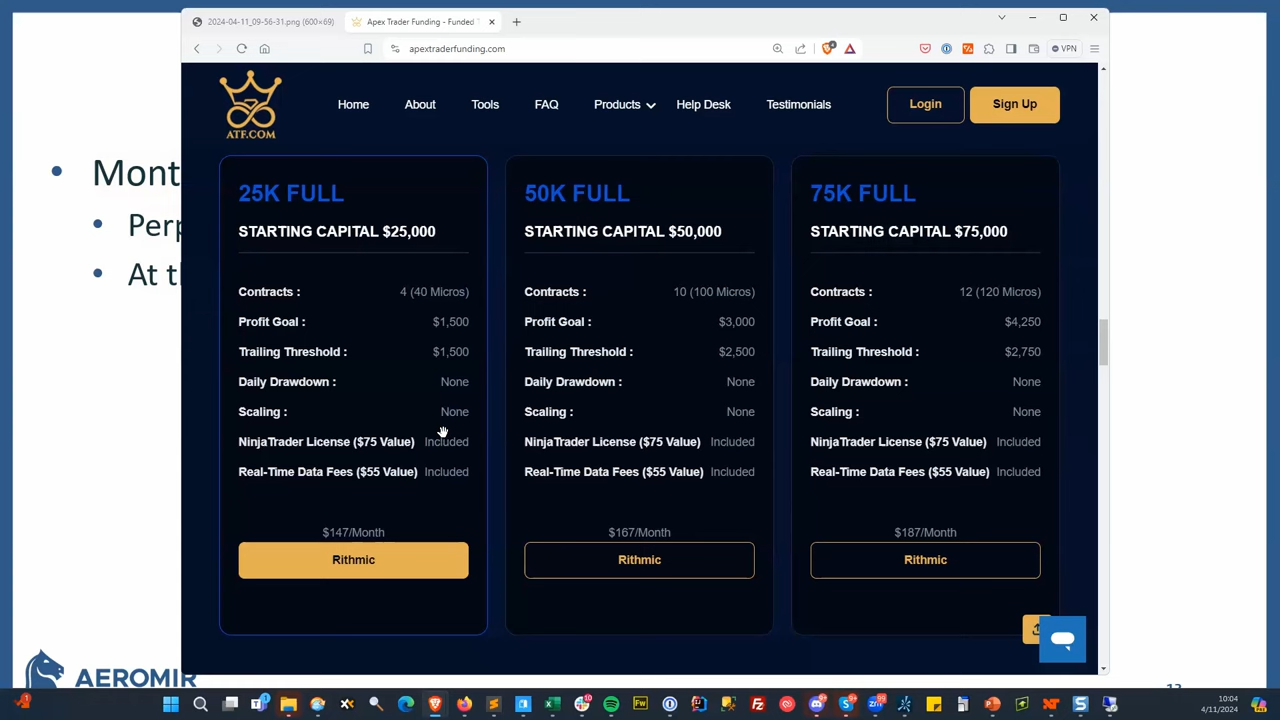 2024-04-11_09-56-31.png (600×69)
Apex Trader Funding - Funded T
apextraderfunding.com
VPN
ATF.COM
Home
About
Tools
FAQ
Products
Help Desk
Testimonials
Login
Sign Up
• Mont
• Perp
• At th
25K FULL
STARTING CAPITAL $25,000
Contracts : 4 (40 Micros)
Profit Goal : $1,500
Trailing Threshold : $1,500
Daily Drawdown : None
Scaling : None
NinjaTrader License ($75 Value) Included
Real-Time Data Fees ($55 Value) Included
$147/Month
Rithmic
50K FULL
STARTING CAPITAL $50,000
Contracts : 10 (100 Micros)
Profit Goal : $3,000
Trailing Threshold : $2,500
Daily Drawdown : None
Scaling : None
NinjaTrader License ($75 Value) Included
Real-Time Data Fees ($55 Value) Included
$167/Month
Rithmic
75K FULL
STARTING CAPITAL $75,000
Contracts : 12 (120 Micros)
Profit Goal : $4,250
Trailing Threshold : $2,750
Daily Drawdown : None
Scaling : None
NinjaTrader License ($75 Value) Included
Real-Time Data Fees ($55 Value) Included
$187/Month
Rithmic
AEROMIR
10:04
4/11/2024